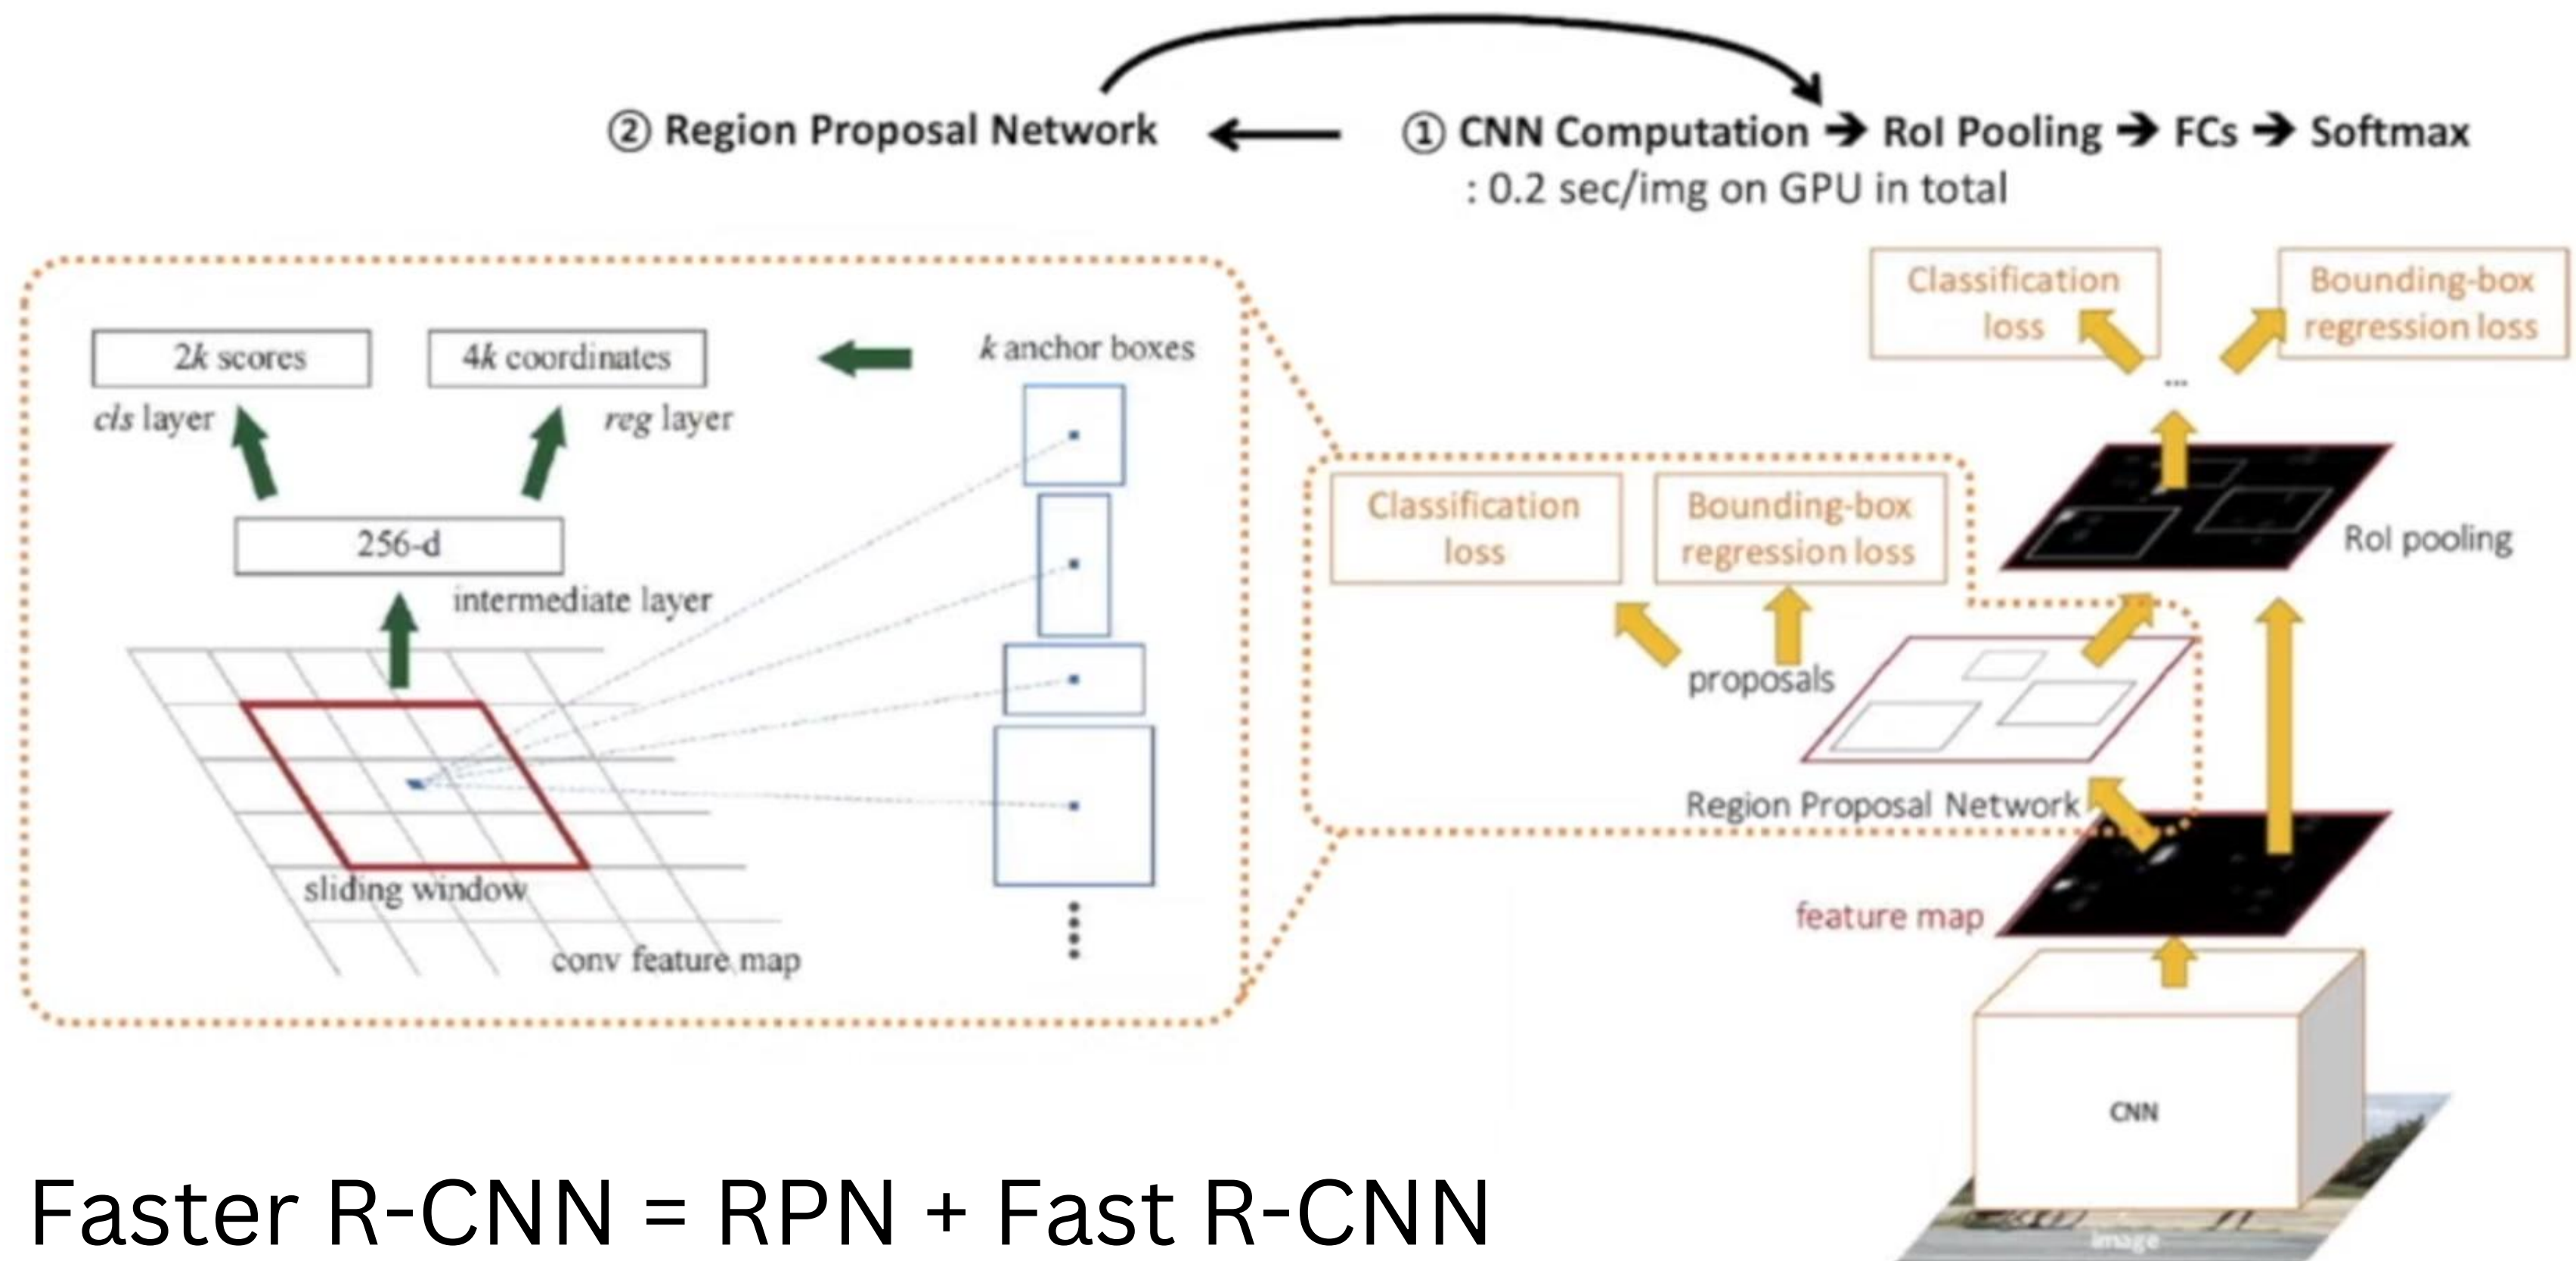 ② Region Proposal Network ← ① CNN Computation → RoI Pooling → FCs → Softmax
: 0.2 sec/img on GPU in total
2k scores
4k coordinates
cls layer
reg layer
256-d
intermediate layer
sliding window
conv feature map
k anchor boxes
Classification
loss
Bounding-box
regression loss
...
Classification
loss
Bounding-box
regression loss
RoI pooling
proposals
Region Proposal Network
feature map
CNN
image
Faster R-CNN = RPN + Fast R-CNN